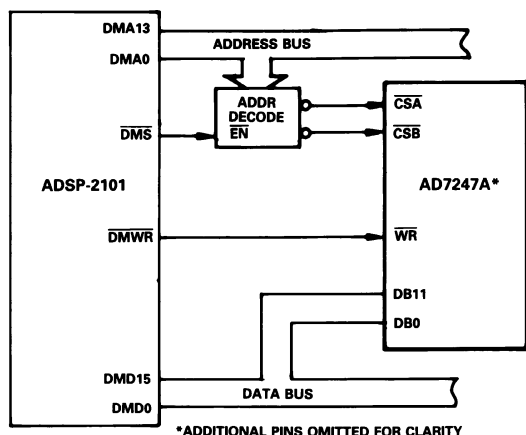 DMA13
ADDRESS BUS
DMA0
ADDR
DECODE
EN
CSA
CSB
DMS
ADSP-2101
AD7247A*
DMWR
WR
DB11
DB0
DMD15
DATA BUS
DMD0
*ADDITIONAL PINS OMITTED FOR CLARITY